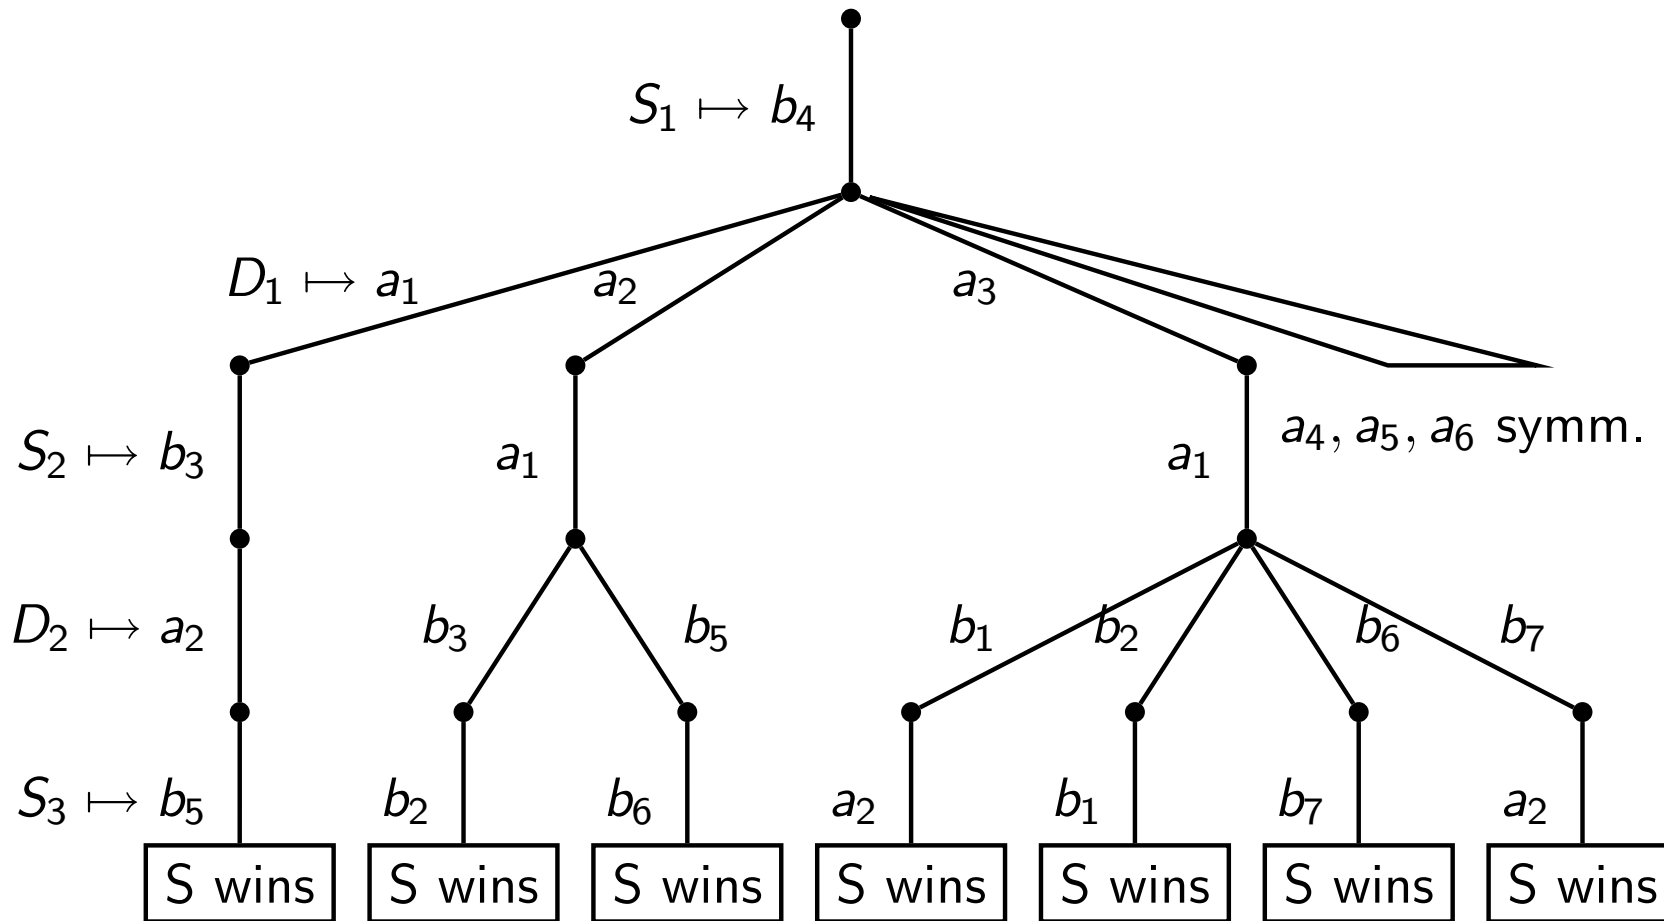 S₁ ↦ b₄
D₁ ↦ a₁ a₂ a₃
S₂ ↦ b₃ a₁ a₁ a₄, a₅, a₆ symm.
D₂ ↦ a₂ b₃ b₅ b₁ b₂ b₆ b₇
S₃ ↦ b₅ b₂ b₆ a₂ b₁ b₇ a₂
S wins S wins S wins S wins S wins S wins S wins